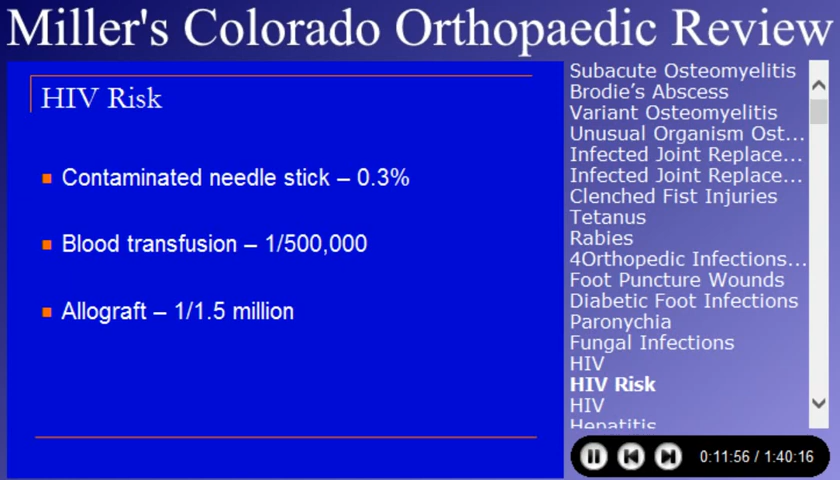 Miller's Colorado Orthopaedic Review
HIV Risk
Contaminated needle stick – 0.3%
Blood transfusion – 1/500,000
Allograft – 1/1.5 million
Subacute Osteomyelitis
Brodie's Abscess
Variant Osteomyelitis
Unusual Organism Ost...
Infected Joint Replace...
Infected Joint Replace...
Clenched Fist Injuries
Tetanus
Rabies
4Orthopedic Infections...
Foot Puncture Wounds
Diabetic Foot Infections
Paronychia
Fungal Infections
HIV
HIV Risk
HIV
Hepatitis
0:11:56 / 1:40:16